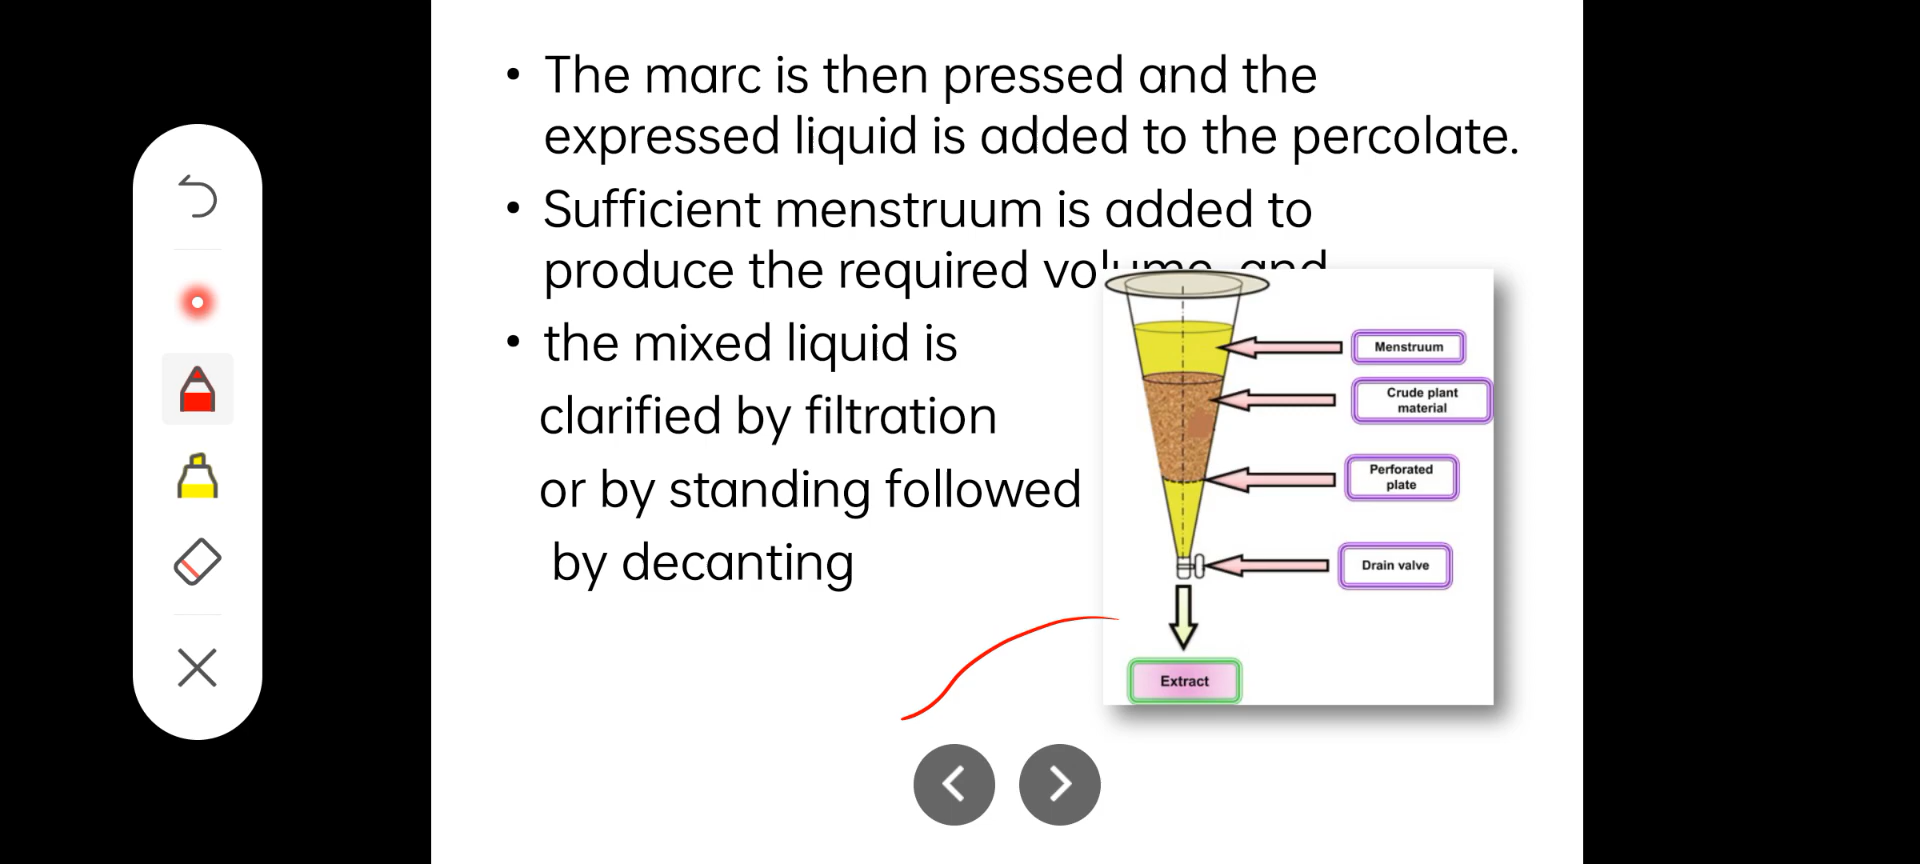 • The marc is then pressed and the
expressed liquid is added to the percolate.
• Sufficient menstruum is added to
produce the required volume, and
• the mixed liquid is
clarified by filtration
or by standing followed
by decanting
Menstruum
Crude plant
material
Perforated
plate
Drain valve
Extract